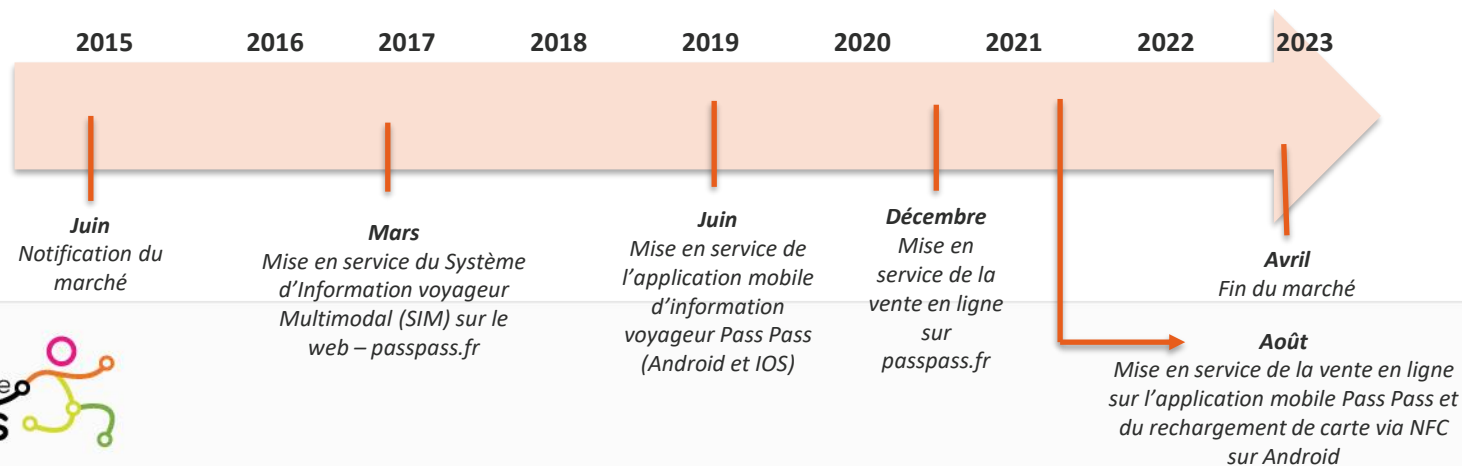 2015 2016 2017 2018 2019 2020 2021 2022 2023
Juin
Notification du
marché
Mars
Mise en service du Système
d'Information voyageur
Multimodal (SIM) sur le
web – passpass.fr
Juin
Mise en service de
l'application mobile
d'information
voyageur Pass Pass
(Android et IOS)
Décembre
Mise en
service de la
vente en ligne
sur
passpass.fr
Avril
Fin du marché
Août
Mise en service de la vente en ligne
sur l'application mobile Pass Pass et
du rechargement de carte via NFC
sur Android